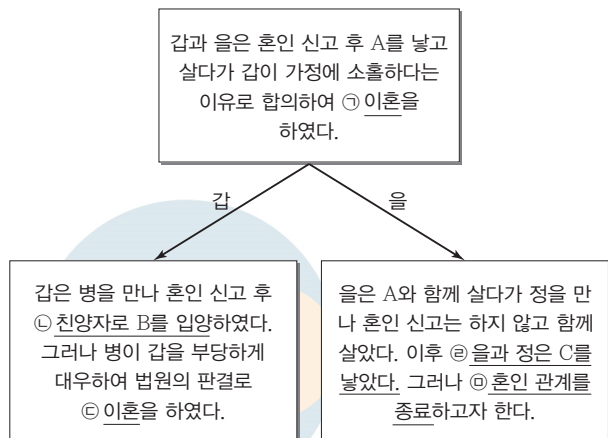 갑과 을은 혼인 신고 후 A를 낳고
살다가 갑이 가정에 소홀하다는
이유로 합의하여 ㉠ 이혼을
하였다.
갑
을
갑은 병을 만나 혼인 신고 후
㉡ 친양자로 B를 입양하였다.
그러나 병이 갑을 부당하게
대우하여 법원의 판결로
㉢ 이혼을 하였다.
을은 A와 함께 살다가 정을 만
나 혼인 신고는 하지 않고 함께
살았다. 이후 ㉣ 을과 정은 C를
낳았다. 그러나 ㉤ 혼인 관계를
종료하고자 한다.